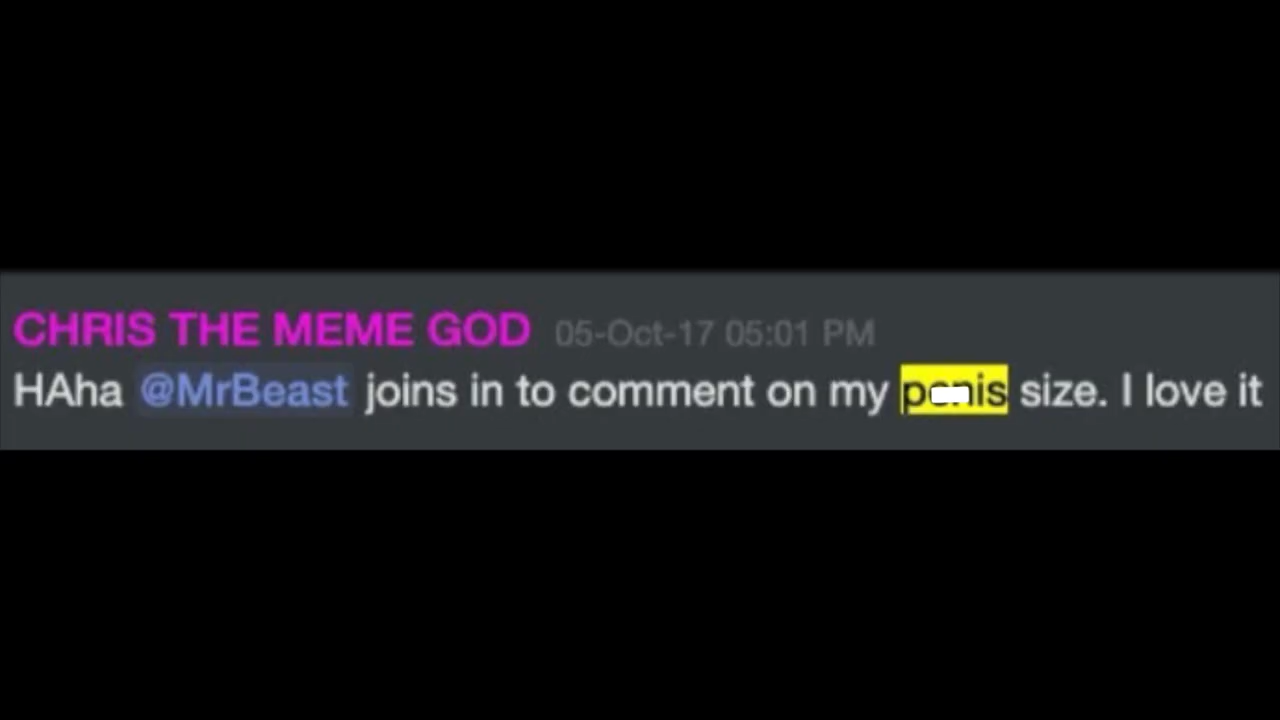 CHRIS THE MEME GOD 05-Oct-17 05:01 PM
HAha @MrBeast joins in to comment on my penis size. I love it